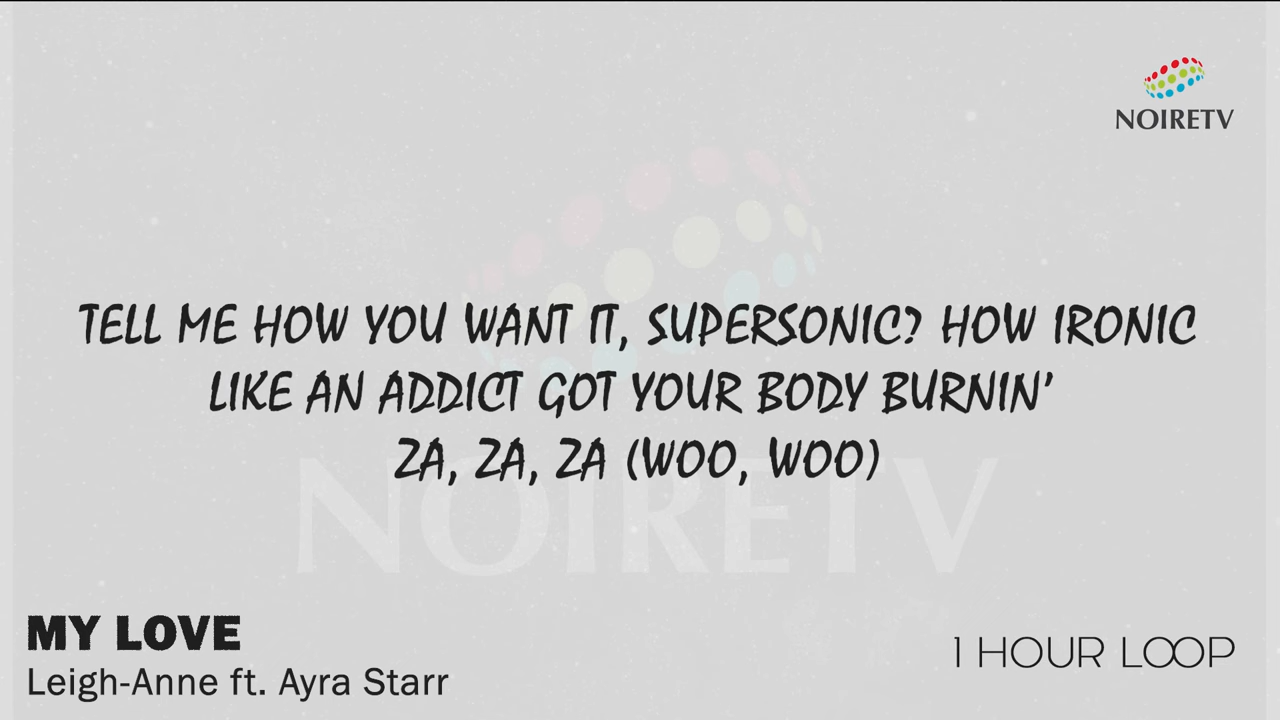 NOIRETV
TELL ME HOW YOU WANT IT, SUPERSONIC? HOW IRONIC
LIKE AN ADDICT GOT YOUR BODY BURNIN'
ZA, ZA, ZA (WOO, WOO)
NOIRETV
MY LOVE
Leigh-Anne ft. Ayra Starr
1 HOUR LOOP